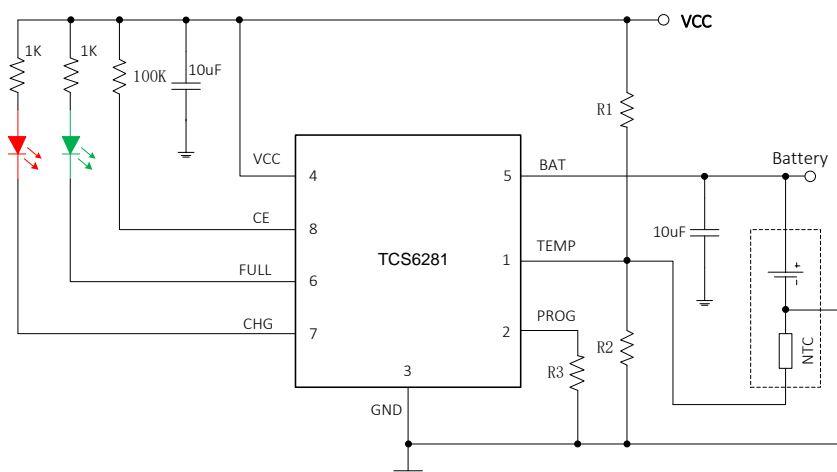 VCC
1K
1K
100K
10uF
R1
VCC
4
5
BAT
Battery
CE
8
TCS6281
1
TEMP
10uF
+
-
FULL
6
CHG
7
2
PROG
R2
NTC
3
R3
GND